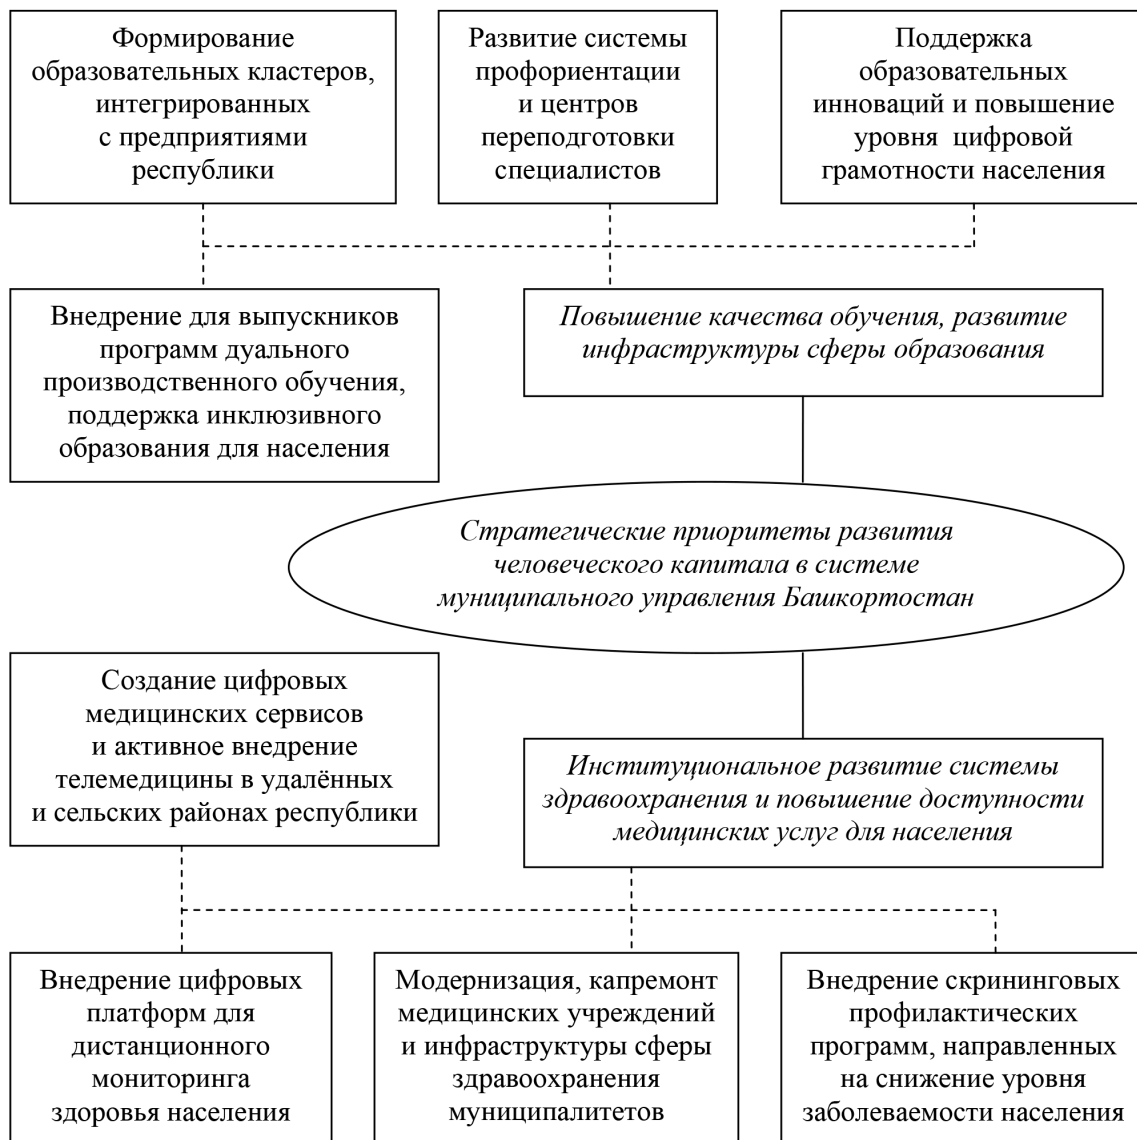 Формирование
образовательных кластеров,
интегрированных
с предприятиями
республики
Развитие системы
профориентации
и центров
переподготовки
специалистов
Поддержка
образовательных
инноваций и повышение
уровня цифровой
грамотности населения
Внедрение для выпускников
программ дуального
производственного обучения,
поддержка инклюзивного
образования для населения
Повышение качества обучения, развитие
инфраструктуры сферы образования
Стратегические приоритеты развития
человеческого капитала в системе
муниципального управления Башкортостан
Создание цифровых
медицинских сервисов
и активное внедрение
телемедицины в удалённых
и сельских районах республики
Институциональное развитие системы
здравоохранения и повышение доступности
медицинских услуг для населения
Внедрение цифровых
платформ для
дистанционного
мониторинга
здоровья населения
Модернизация, капремонт
медицинских учреждений
и инфраструктуры сферы
здравоохранения
муниципалитетов
Внедрение скрининговых
профилактических
программ, направленных
на снижение уровня
заболеваемости населения